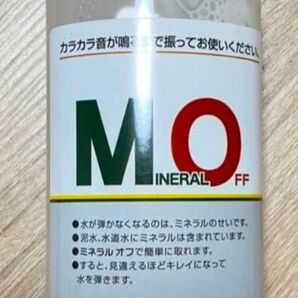 カラカラ音が鳴るまで振ってお使いください。
MINERAL OFF
●水が弾かなくなるのは、ミネラルのせいです。
●泥水、水道水にミネラルは含まれています。
●ミネラルオフで簡単に取れます。
●すると、見違えるほどキレイになって
水を弾きます。